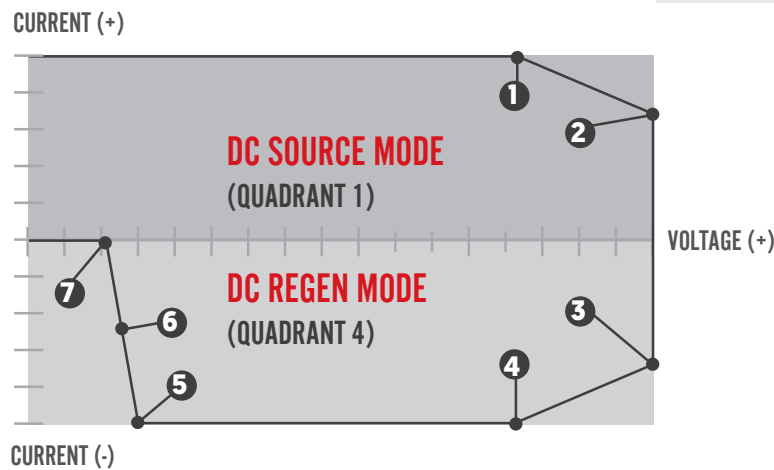 CURRENT (+)
1
2
DC SOURCE MODE
(QUADRANT 1)
VOLTAGE (+)
DC REGEN MODE
(QUADRANT 4)
7
6
3
4
5
CURRENT (-)